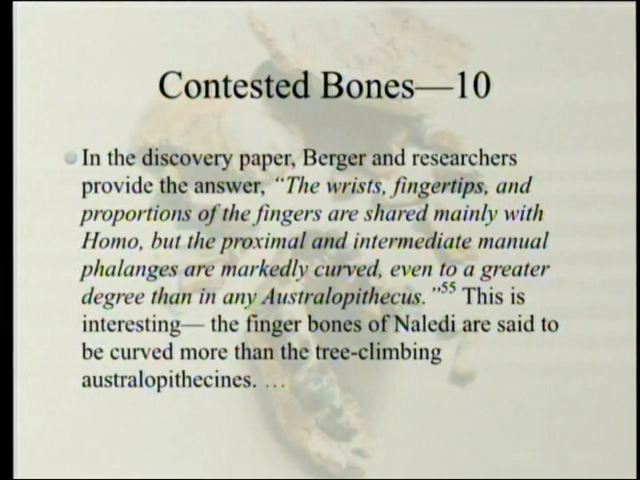 Contested Bones—10
In the discovery paper, Berger and researchers
provide the answer, “The wrists, fingertips, and
proportions of the fingers are shared mainly with
Homo, but the proximal and intermediate manual
phalanges are markedly curved, even to a greater
degree than in any Australopithecus.”55 This is
interesting— the finger bones of Naledi are said to
be curved more than the tree-climbing
australopithecines. …